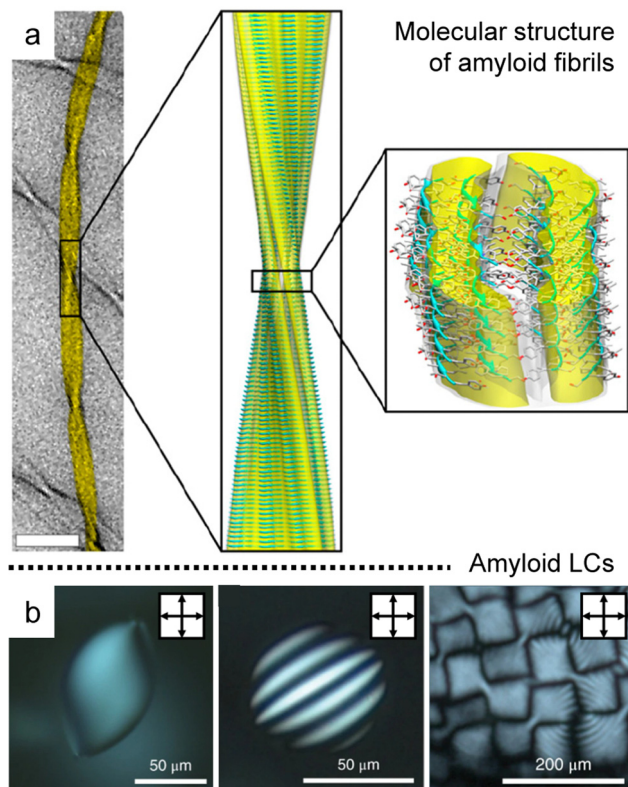 a
Molecular structure
of amyloid fibrils
Amyloid LCs
b
50 μm
50 μm
200 μm